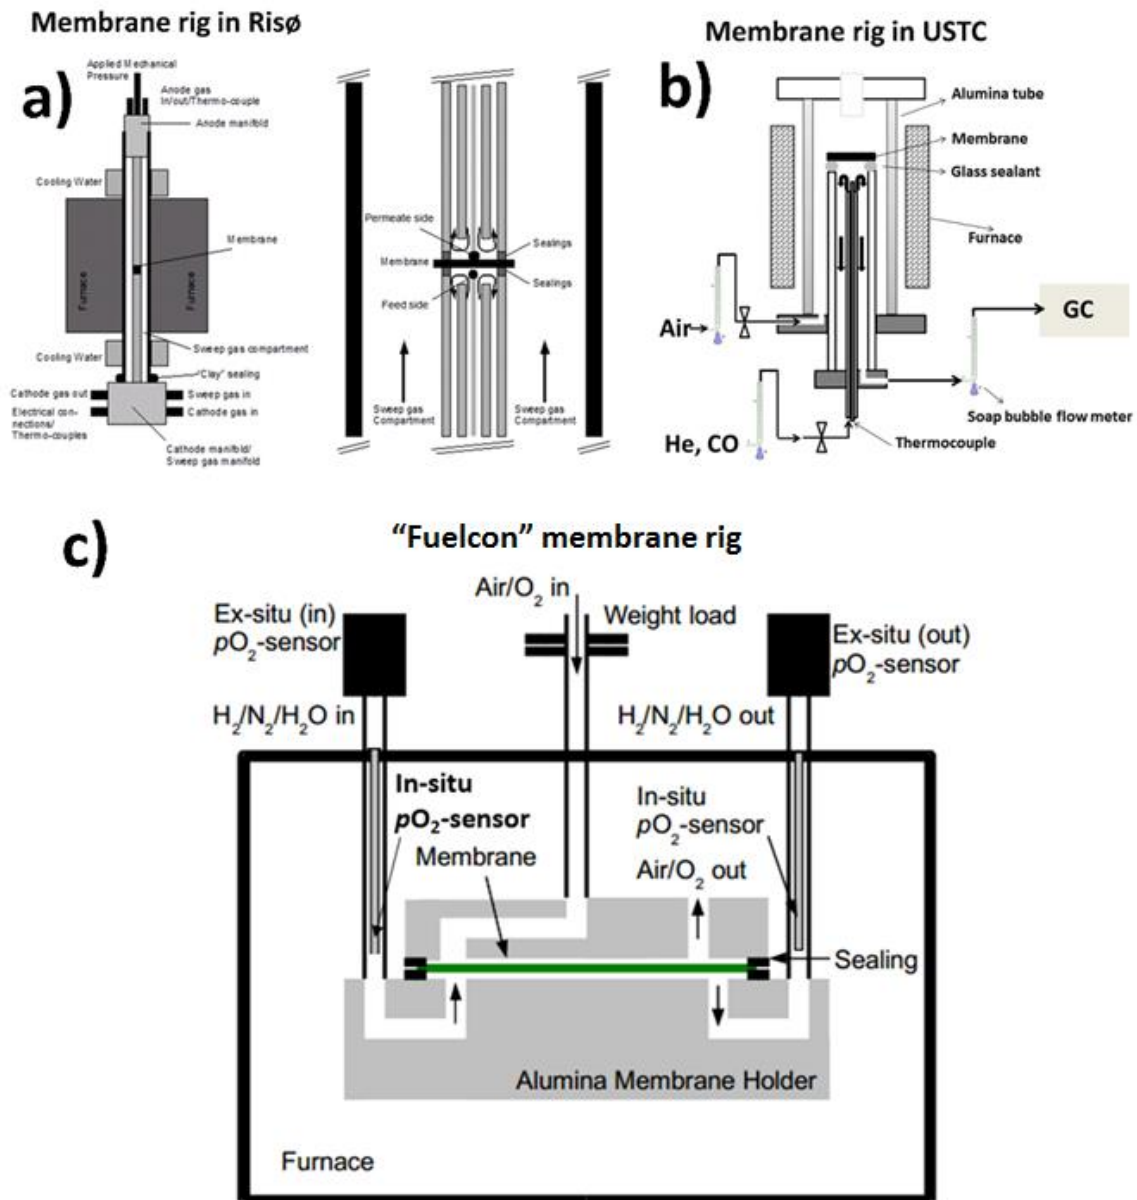 Membrane rig in Risø
a)
Applied Mechanical
Pressure
Anode gas
In/out/Thermo-couple
Anode manifold
Cooling Water
Membrane
Furnace
Furnace
Sweep gas compartment
Cooling Water
"Clay" sealing
Cathode gas out
Sweep gas in
Electrical con-
nections/
Thermo-couples
Cathode gas in
Cathode manifold/
Sweep gas manifold
Permeate side
Sealings
Membrane
Sealings
Feed side
Sweep gas
Compartment
Sweep gas
Compartment
Membrane rig in USTC
b)
Alumina tube
Membrane
Glass sealant
Furnace
Air
GC
Soap bubble flow meter
He, CO
Thermocouple
c)
“Fuelcon” membrane rig
Air/O₂ in
Ex-situ (in)
pO₂-sensor
Weight load
Ex-situ (out)
pO₂-sensor
H₂/N₂/H₂O in
H₂/N₂/H₂O out
In-situ
pO₂-sensor
Membrane
In-situ
pO₂-sensor
Air/O₂ out
Sealing
Alumina Membrane Holder
Furnace